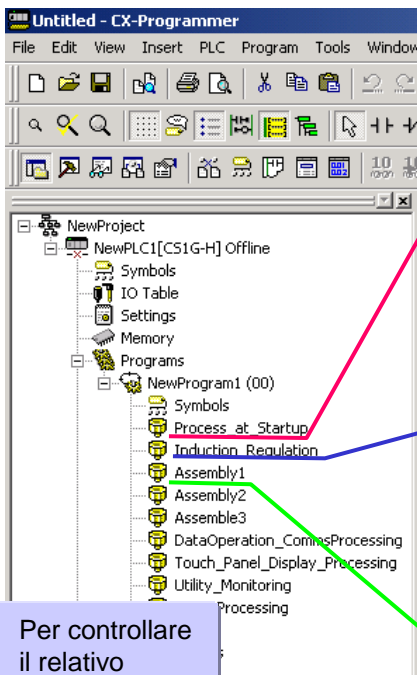 Untitled - CX-Programmer
File Edit View Insert PLC Program Tools Window
NewProject
NewPLC1[CS1G-H] Offline
Symbols
IO Table
Settings
Memory
Programs
NewProgram1 (00)
Symbols
Process_at_Startup
Induction_Regulation
Assembly1
Assembly2
Assemble3
DataOperation_CommsProcessing
Touch_Panel_Display_Processing
Utility_Monitoring
Processing
Per controllare
il relativo